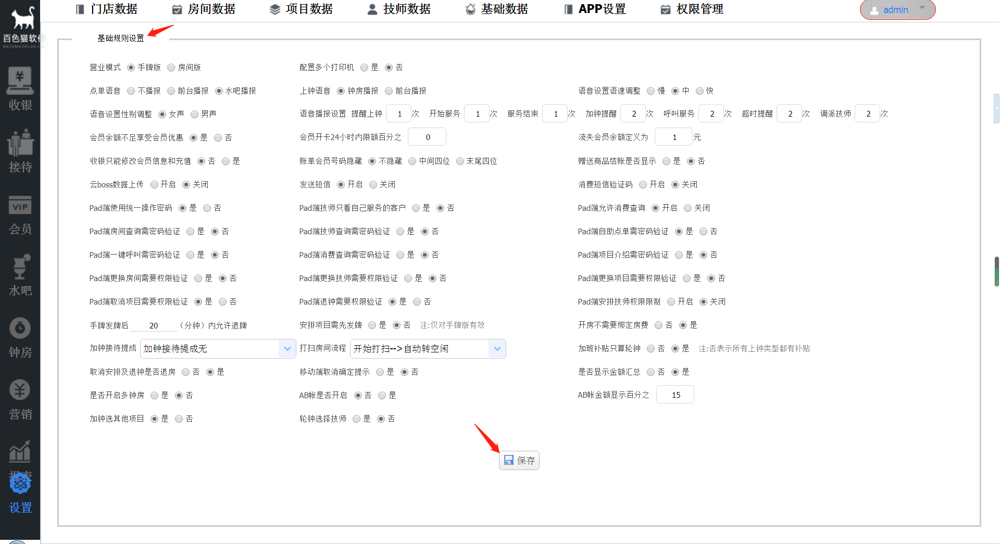 门店数据 房间数据 项目数据 技师数据 基础数据 APP设置 权限管理 admin
百色猫软件
收银
接待
VIP
会员
水吧
钟房
营销
报表
设置
基础规则设置
营业模式 手牌版 房间版 配置多个打印机 是 否
点单语音 不播报 前台播报 水吧播报 上钟语音 钟房播报 前台播报 语音设置语速调整 慢 中 快
语音设置性别调整 女声 男声 语音播报设置 提醒上钟 1 次 开始服务 1 次 服务结束 1 次 加钟提醒 2 次 呼叫服务 2 次 超时提醒 2 次 调派技师 2 次
会员余额不足享受会员优惠 是 否 会员开卡24小时内限额百分之 0 流失会员余额定义为 1 元
收银只能修改会员信息和充值 否 是 账单会员号码隐藏 不隐藏 中间四位 末尾四位 赠送商品结账是否显示 是 否
云boss数据上传 开启 关闭 发送短信 开启 关闭 消费短信验证码 开启 关闭
Pad端使用统一操作密码 是 否 Pad端技师只看自己服务的客户 是 否 Pad端允许消费查询 开启 关闭
Pad端房间查询需密码验证 是 否 Pad端技师查询需密码验证 是 否 Pad端自助点单需密码验证 是 否
Pad端一键呼叫需密码验证 是 否 Pad端消费查询需密码验证 是 否 Pad端项目介绍需密码验证 是 否
Pad端更换房间需要权限验证 是 否 Pad端更换技师需要权限验证 是 否 Pad端更换项目需要权限验证 是 否
Pad端取消项目需要权限验证 是 否 Pad端退钟需要权限验证 是 否 Pad端安排技师权限限制 开启 关闭
手牌发牌后 20 （分钟）内允许退牌 安排项目需先发牌 是 否 注:仅对手牌版有效 开房不需要绑定房费 否 是
加钟接待提成 加钟接待提成无 打扫房间流程 开始打扫-->自动转空闲 加班补贴只算轮钟 否 是 注:否表示所有上钟类型都有补贴
取消安排及退钟是否退房 否 是 移动端取消确定提示 是 否 是否显示金额汇总 否 是
是否开启多钟房 是 否 AB帐是否开启 否 是 AB帐金额显示百分之 15
加钟选其他项目 是 否 轮钟选择技师 是 否
保存